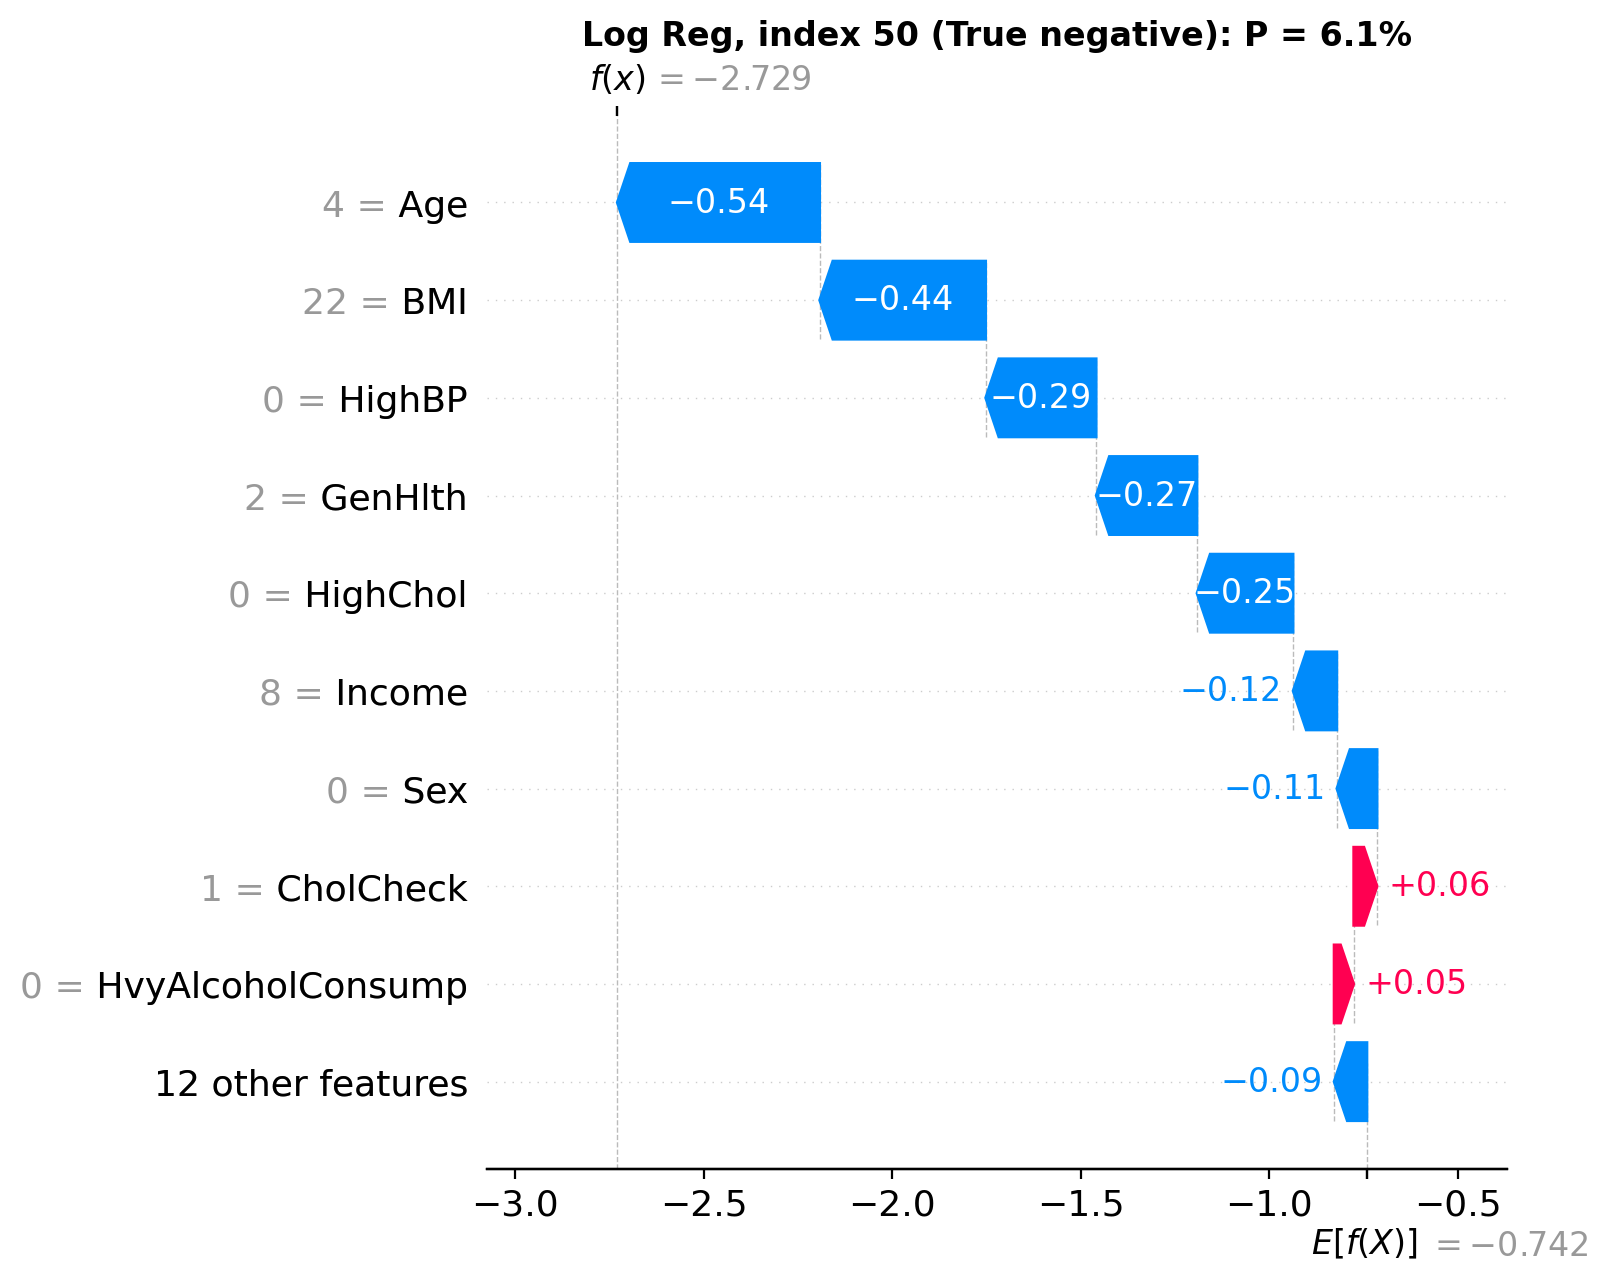 Log Reg, index 50 (True negative): P = 6.1%
f(x) = −2.729
4 = Age −0.54
22 = BMI −0.44
0 = HighBP −0.29
2 = GenHlth −0.27
0 = HighChol −0.25
8 = Income −0.12
0 = Sex −0.11
1 = CholCheck +0.06
0 = HvyAlcoholConsump +0.05
12 other features −0.09
−3.0 −2.5 −2.0 −1.5 −1.0 −0.5
E[f(X)] = −0.742